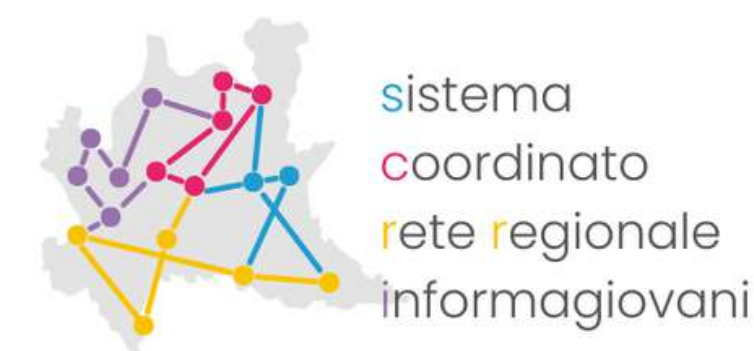 sistema
coordinato
rete regionale
informagiovani